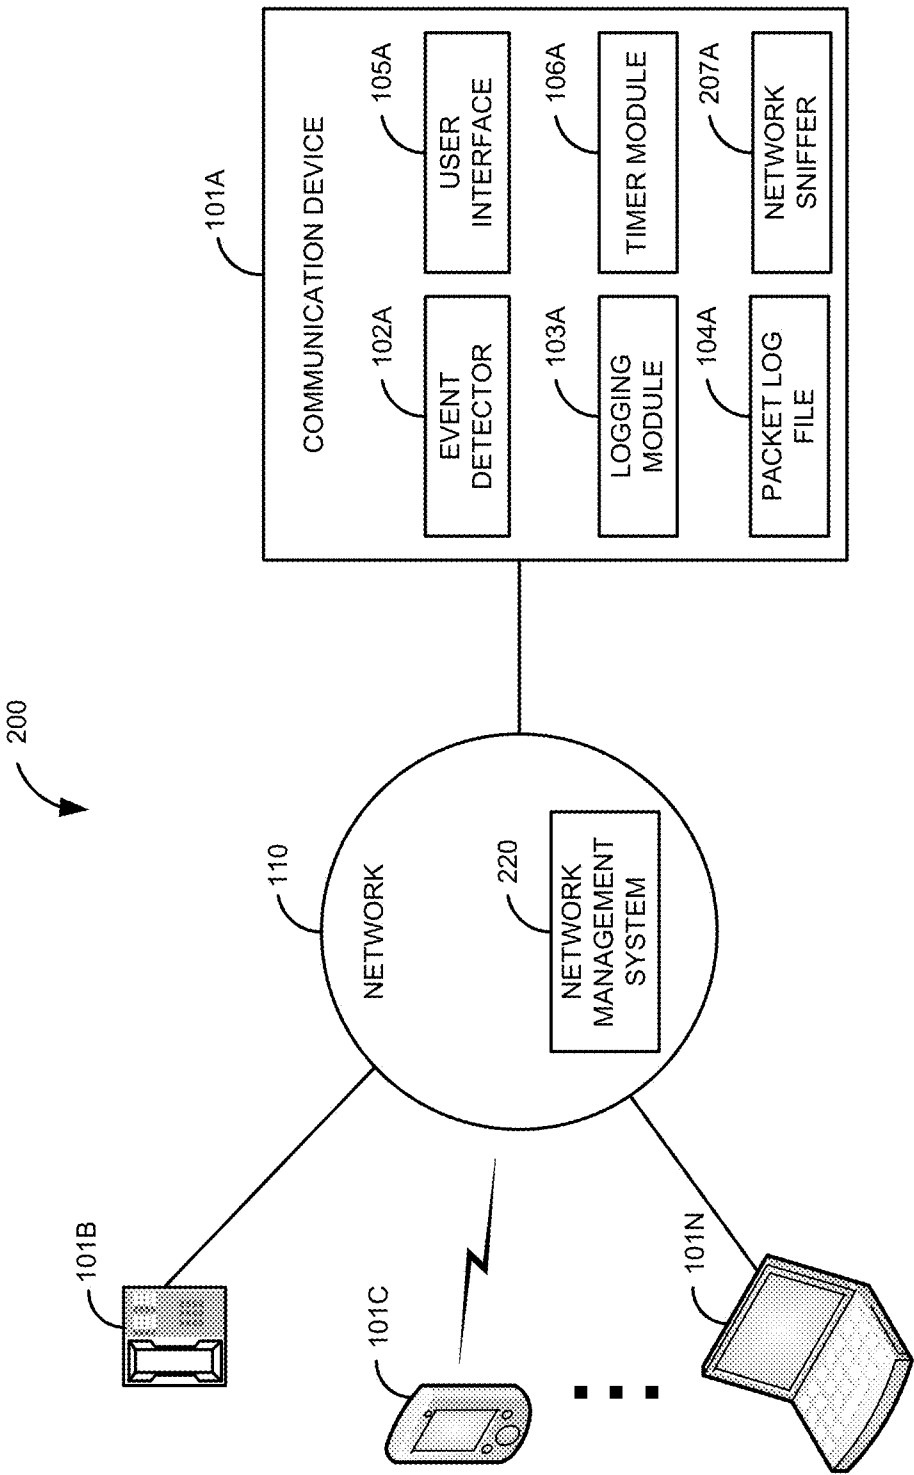 200
101A
COMMUNICATION DEVICE
102A
EVENT
DETECTOR
105A
USER
INTERFACE
103A
LOGGING
MODULE
106A
TIMER MODULE
104A
PACKET LOG
FILE
207A
NETWORK
SNIFFER
110
NETWORK
220
NETWORK
MANAGEMENT
SYSTEM
101B
101C
101N